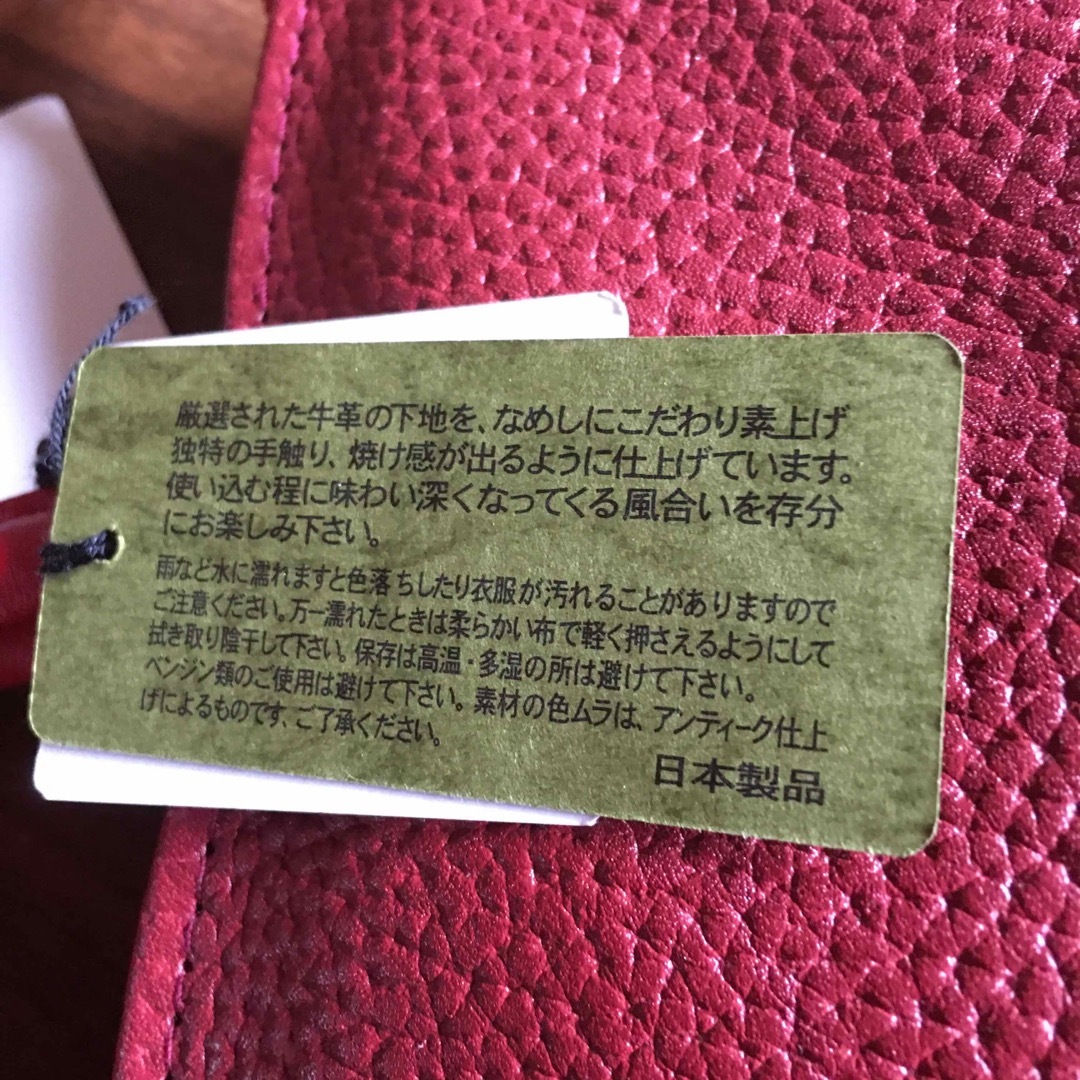 厳選された牛革の下地を、なめしにこだわり素上げ
独特の手触り、焼け感が出るように仕上げています。
使い込む程に味わい深くなってくる風合いを存分
にお楽しみ下さい。
雨など水に濡れますと色落ちしたり衣服が汚れることがありますので
ご注意ください。万一濡れたときは柔らかい布で軽く押さえるようにして
拭き取り陰干して下さい。保存は高温・多湿の所は避けて下さい。
ベンジン類のご使用は避けて下さい。素材の色ムラは、アンティーク仕上
げによるものです、ご了承ください。
日本製品